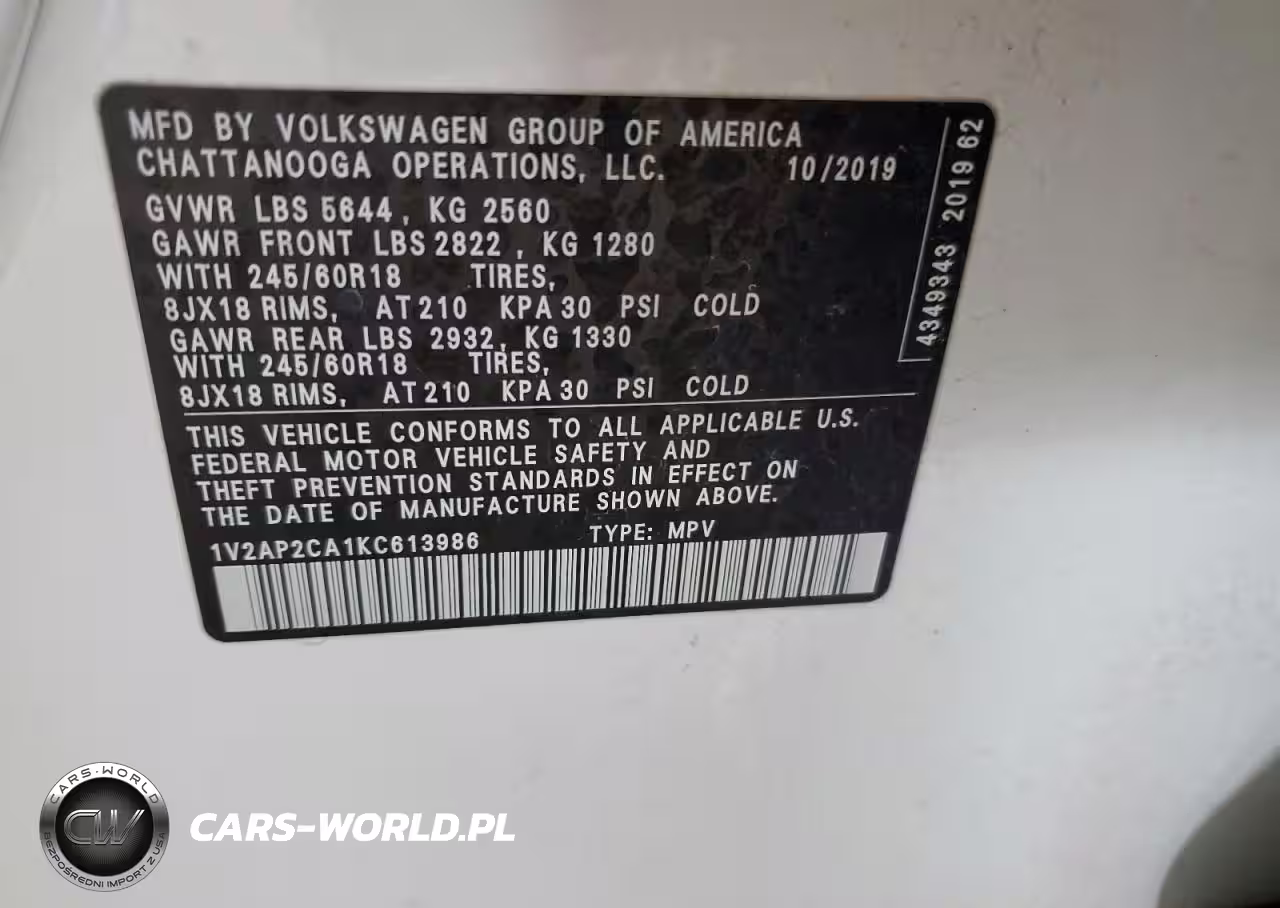 MFD BY VOLKSWAGEN GROUP OF AMERICA
CHATTANOOGA OPERATIONS, LLC. 10/2019
GVWR LBS 5644, KG 2560
GAWR FRONT LBS 2822, KG 1280
WITH 245/60R18 TIRES,
8JX18 RIMS, AT 210 KPA 30 PSI COLD
GAWR REAR LBS 2932, KG 1330
WITH 245/60R18 TIRES,
8JX18 RIMS, AT 210 KPA 30 PSI COLD
4349343 2019 62
THIS VEHICLE CONFORMS TO ALL APPLICABLE U.S.
FEDERAL MOTOR VEHICLE SAFETY AND
THEFT PREVENTION STANDARDS IN EFFECT ON
THE DATE OF MANUFACTURE SHOWN ABOVE.
1V2AP2CA1KC613986 TYPE: MPV
CARS-WORLD
CW
BEZPOŚREDNI IMPORT Z USA
CARS-WORLD.PL